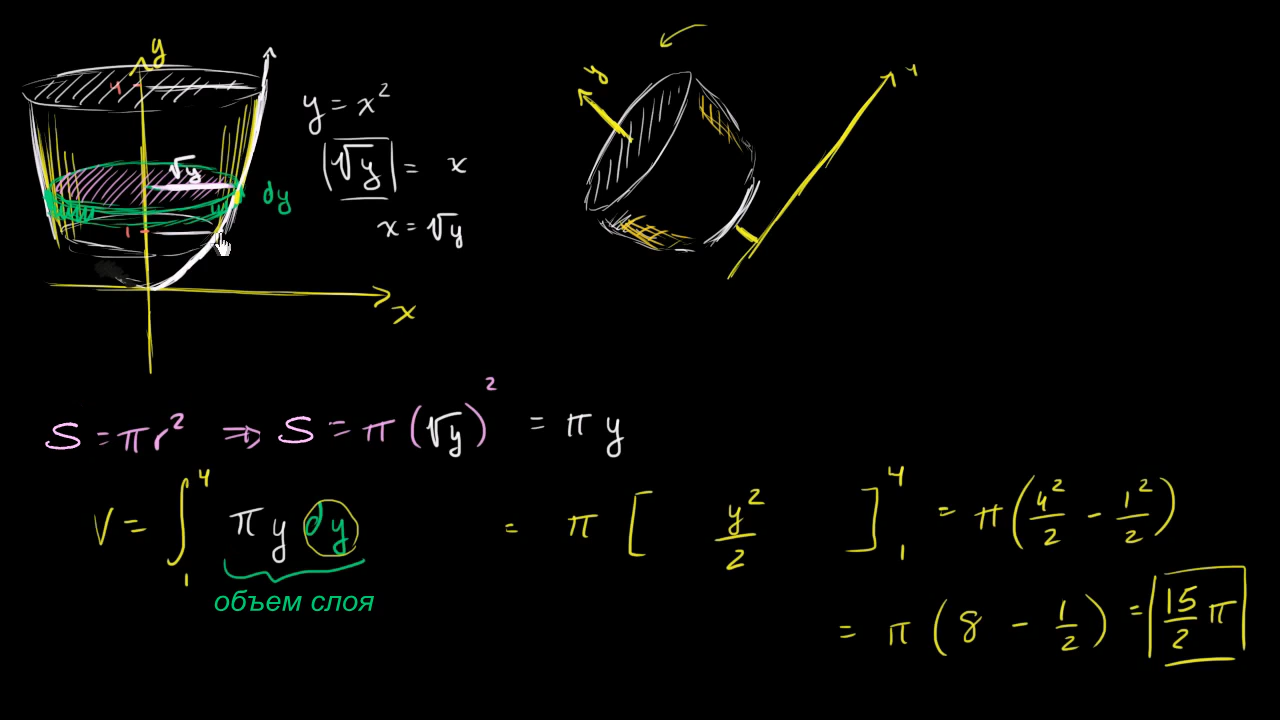 y
4
√y
dy
1
x
y = x²
|√y| = x
x = √y
y
S = πr² ⇒ S = π(√y)² = πy
V = ∫₁⁴ πy dy = π[y²/2]₁⁴ = π(4²/2 − 1²/2)
объем слоя
= π(8 − 1/2) = 15/2 π